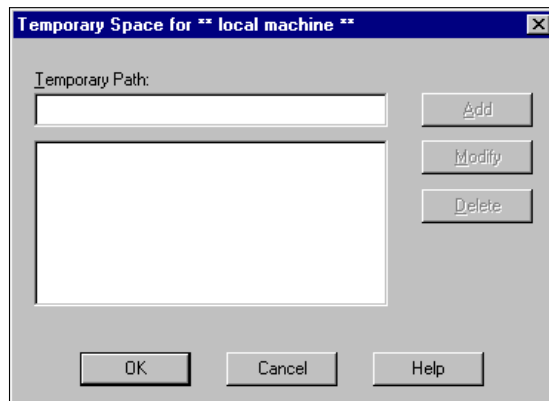 Temporary Space for ** local machine **
Temporary Path:
Add
Modify
Delete
OK
Cancel
Help